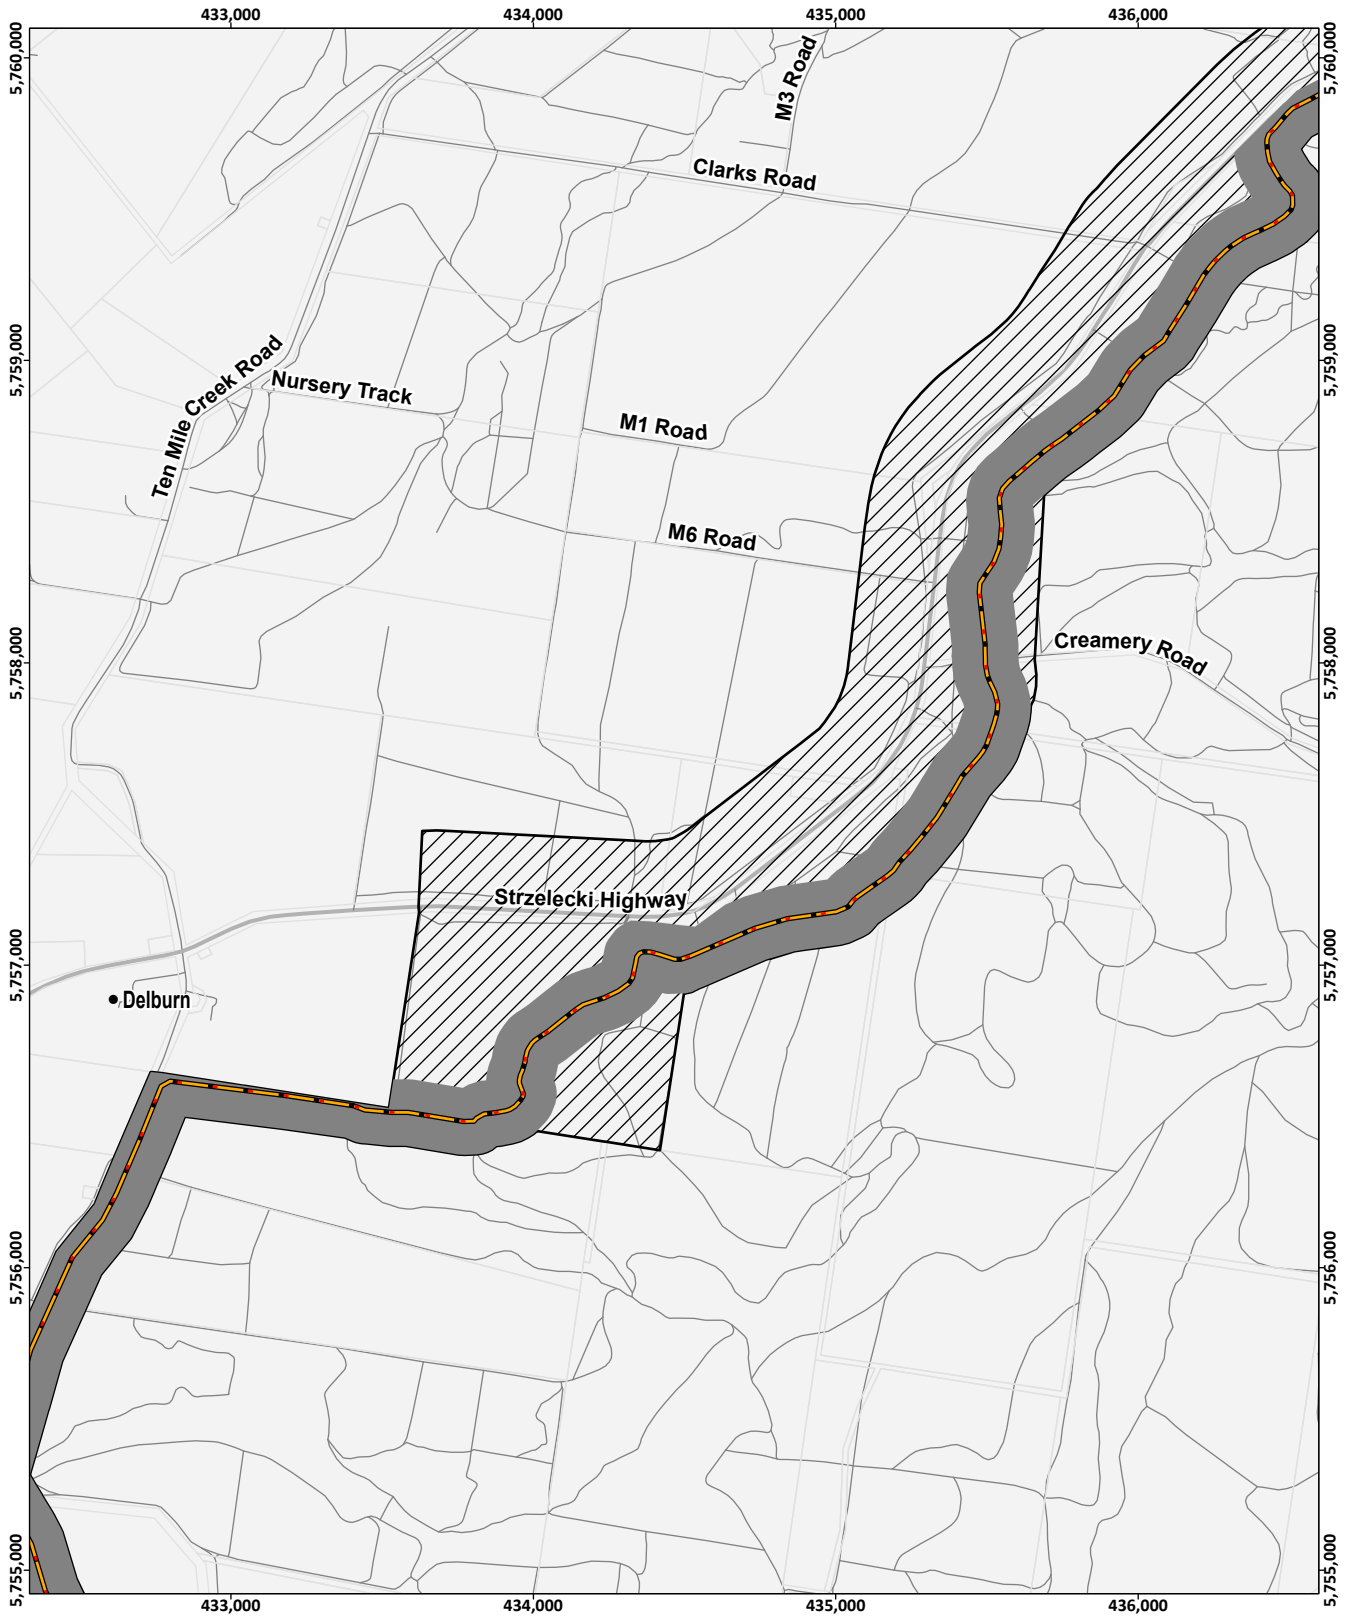 433,000
434,000
435,000
436,000
5,760,000
5,760,000
M3 Road
Clarks Road
5,759,000
5,759,000
Ten Mile Creek Road
Nursery Track
M1 Road
M6 Road
5,758,000
5,758,000
Creamery Road
Strzelecki Highway
5,757,000
5,757,000
Delburn
5,756,000
5,756,000
5,755,000
5,755,000
433,000
434,000
435,000
436,000